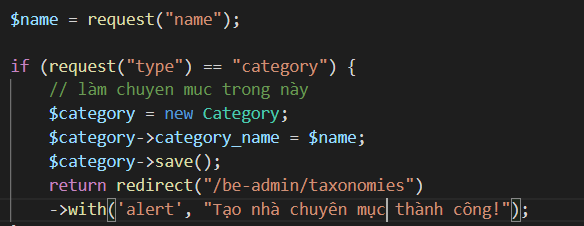 $name = request("name");
if (request("type") == "category") {
// làm chuyen muc trong này
$category = new Category;
$category->category_name = $name;
$category->save();
return redirect("/be-admin/taxonomies")
->with('alert', "Tạo nhà chuyên mục thành công!");